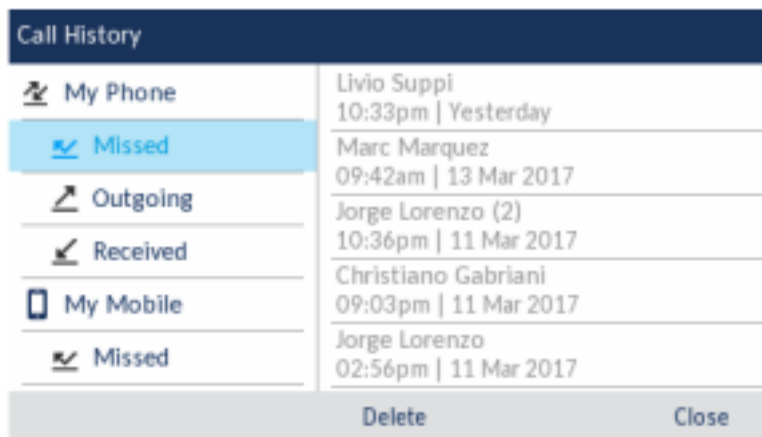 Call History
My Phone
Missed
Outgoing
Received
My Mobile
Missed
Livio Suppi
10:33pm | Yesterday
Marc Marquez
09:42am | 13 Mar 2017
Jorge Lorenzo (2)
10:36pm | 11 Mar 2017
Christiano Gabriani
09:03pm | 11 Mar 2017
Jorge Lorenzo
02:56pm | 11 Mar 2017
Delete
Close